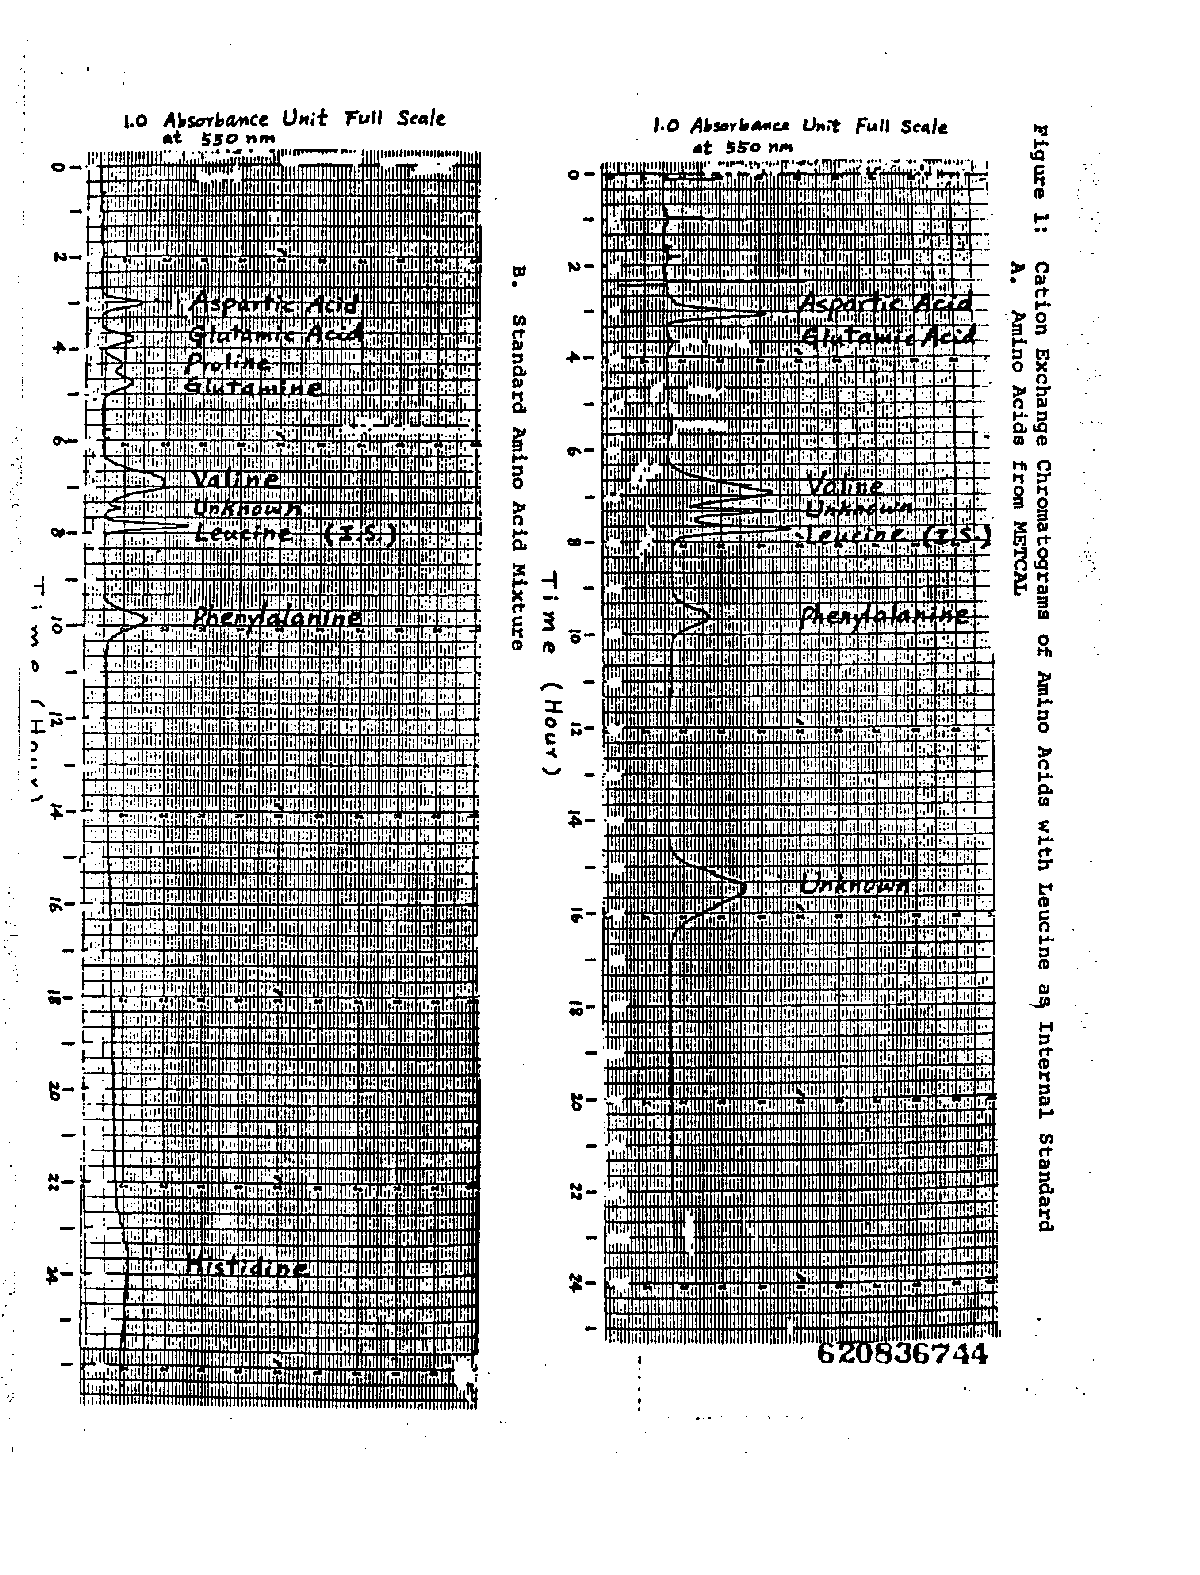 Figure 1: Cation Exchange Chromatograms of Amino Acids with Leucine as Internal Standard
A. Amino Acids from METCAL
1.0 Absorbance Unit Full Scale
at 550 nm
0
2
Aspartic Acid
Glutamic Acid
4
6
Valine
Unknown
Leucine (I.S.)
8
Phenylalanine
10
12
14
Unknown
16
18
20
22
24
Time (Hour)
B. Standard Amino Acid Mixture
1.0 Absorbance Unit Full Scale
at 550 nm
0
2
Aspartic Acid
Glutamic Acid
4
Proline
Glutamine
6
Valine
Unknown
8
Leucine (I.S.)
Phenylalanine
10
12
14
16
18
20
22
Histidine
24
Time (Hour)
620836744